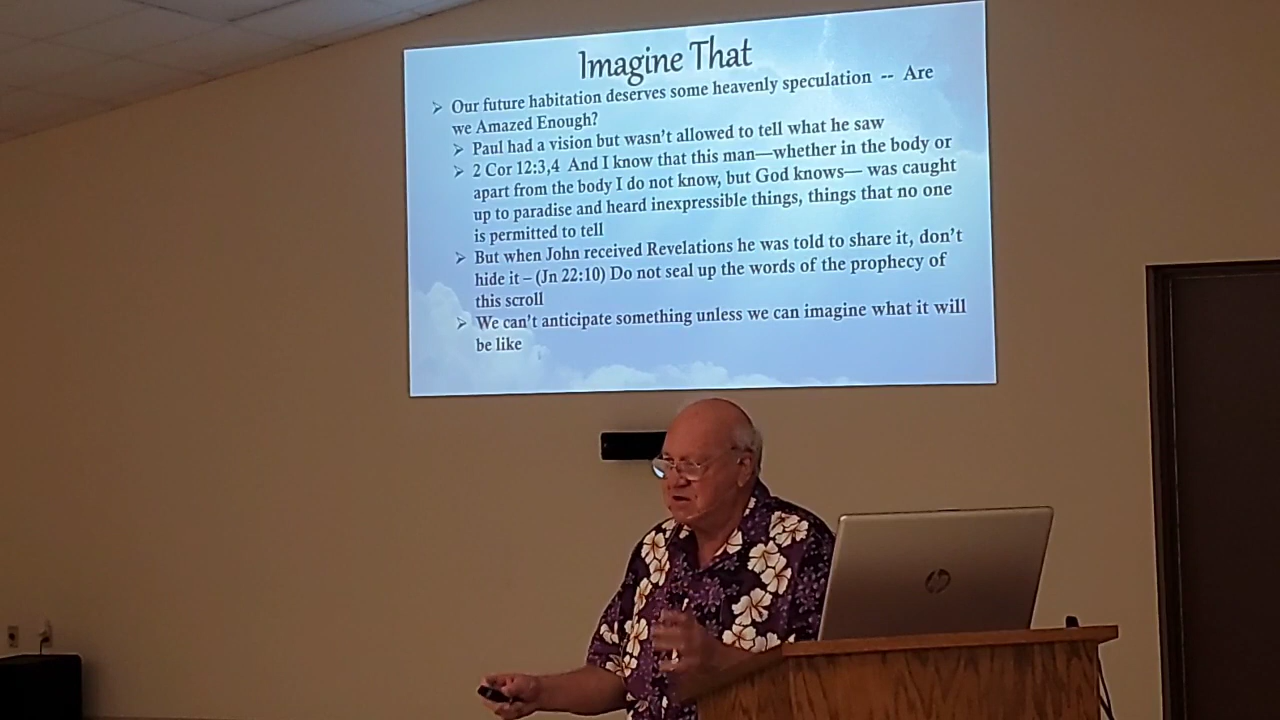 Imagine That
➤ Our future habitation deserves some heavenly speculation -- Are
we Amazed Enough?
➤ Paul had a vision but wasn't allowed to tell what he saw
➤ 2 Cor 12:3,4 And I know that this man—whether in the body or
apart from the body I do not know, but God knows— was caught
up to paradise and heard inexpressible things, things that no one
is permitted to tell
➤ But when John received Revelations he was told to share it, don't
hide it – (Jn 22:10) Do not seal up the words of the prophecy of
this scroll
➤ We can't anticipate something unless we can imagine what it will
be like
hp